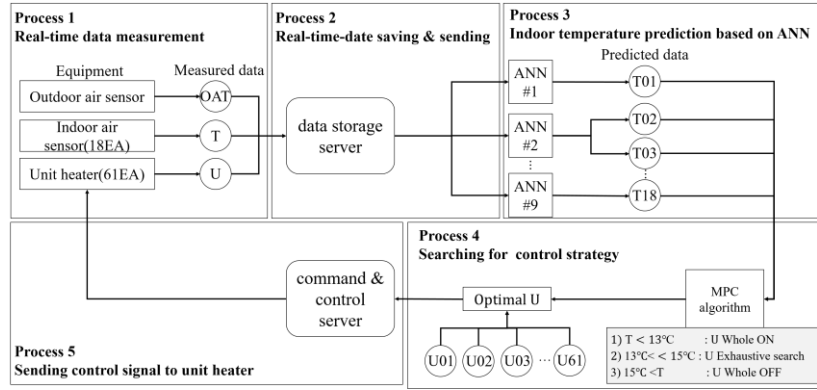 Process 1
Real-time data measurement
Equipment
Measured data
Outdoor air sensor
OAT
Indoor air
sensor(18EA)
T
Unit heater(61EA)
U
Process 2
Real-time-date saving & sending
data storage
server
Process 3
Indoor temperature prediction based on ANN
Predicted data
ANN
#1
T01
ANN
#2
T02
T03
⋮
ANN
#9
T18
Process 4
Searching for control strategy
MPC
algorithm
Optimal U
U01 U02 U03 ⋯ U61
1) T < 13℃ : U Whole ON
2) 13℃< < 15℃ : U Exhaustive search
3) 15℃ <T : U Whole OFF
command &
control
server
Process 5
Sending control signal to unit heater